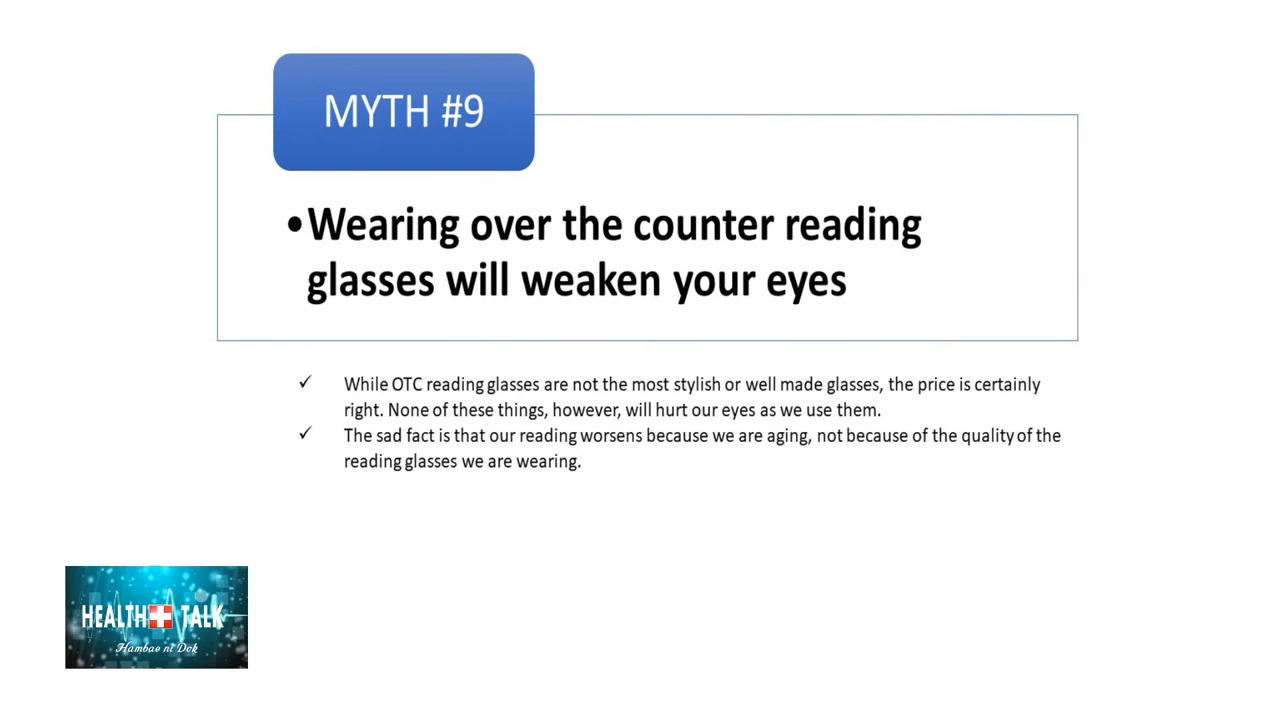 MYTH #9
•Wearing over the counter reading
glasses will weaken your eyes
✓ While OTC reading glasses are not the most stylish or well made glasses, the price is certainly
right. None of these things, however, will hurt our eyes as we use them.
✓ The sad fact is that our reading worsens because we are aging, not because of the quality of the
reading glasses we are wearing.
HEALTH TALK
Hambae ni Dok